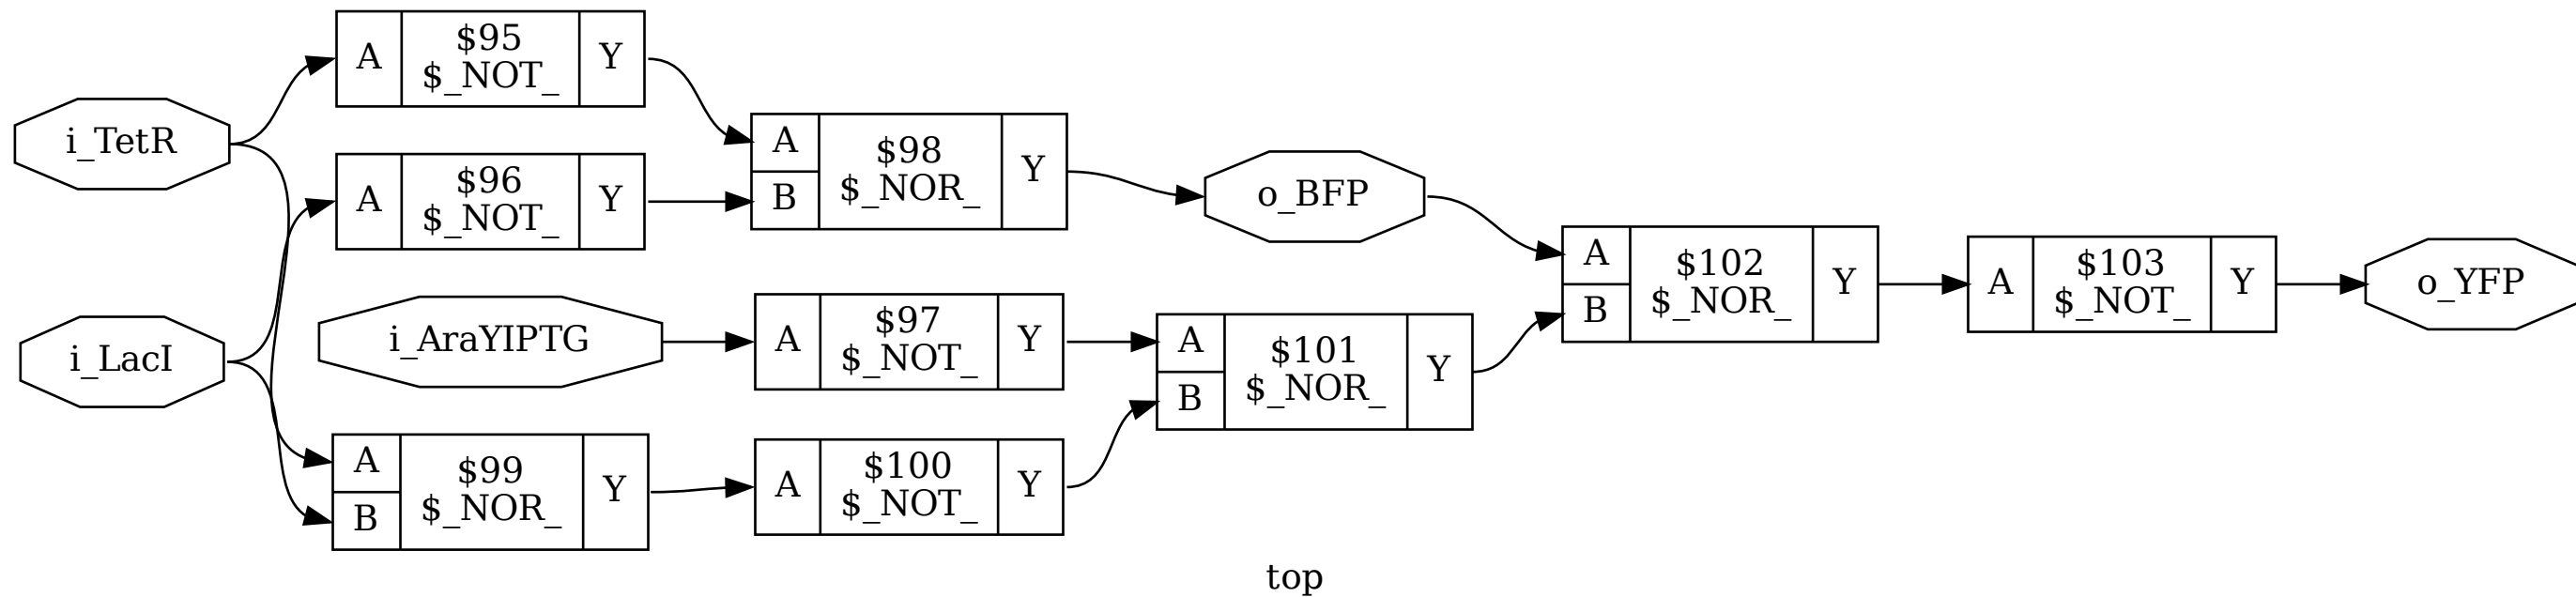 i_TetR
i_LacI
A
$95
$_NOT_
Y
A
$96
$_NOT_
Y
i_AraYIPTG
A
B
$99
$_NOR_
Y
A
B
$98
$_NOR_
Y
A
$97
$_NOT_
Y
A
$100
$_NOT_
Y
o_BFP
A
B
$101
$_NOR_
Y
A
B
$102
$_NOR_
Y
A
$103
$_NOT_
Y
o_YFP
top